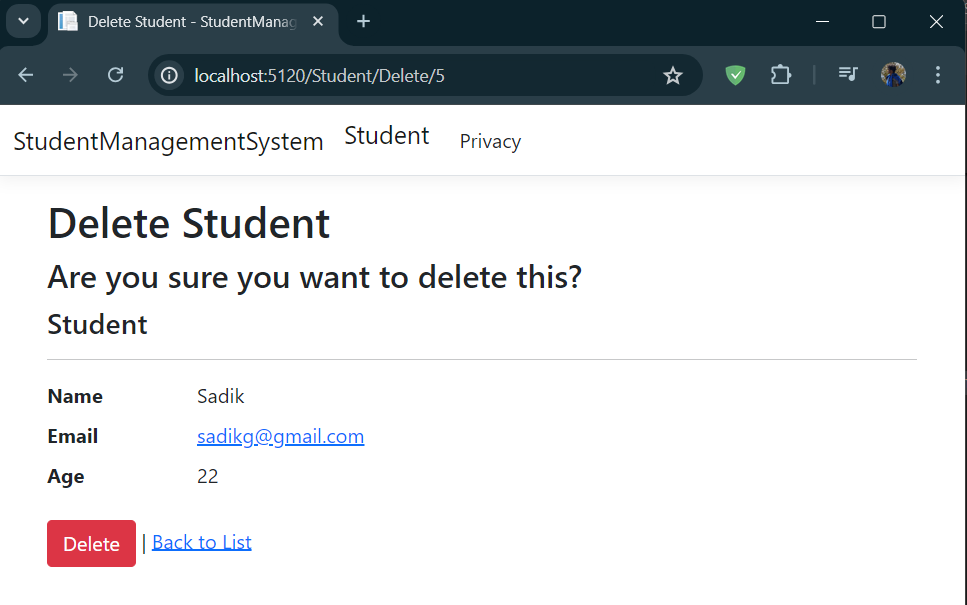 Delete Student - StudentManag
localhost:5120/Student/Delete/5
StudentManagementSystem Student Privacy
Delete Student
Are you sure you want to delete this?
Student
Name Sadik
Email sadikg@gmail.com
Age 22
Delete | Back to List